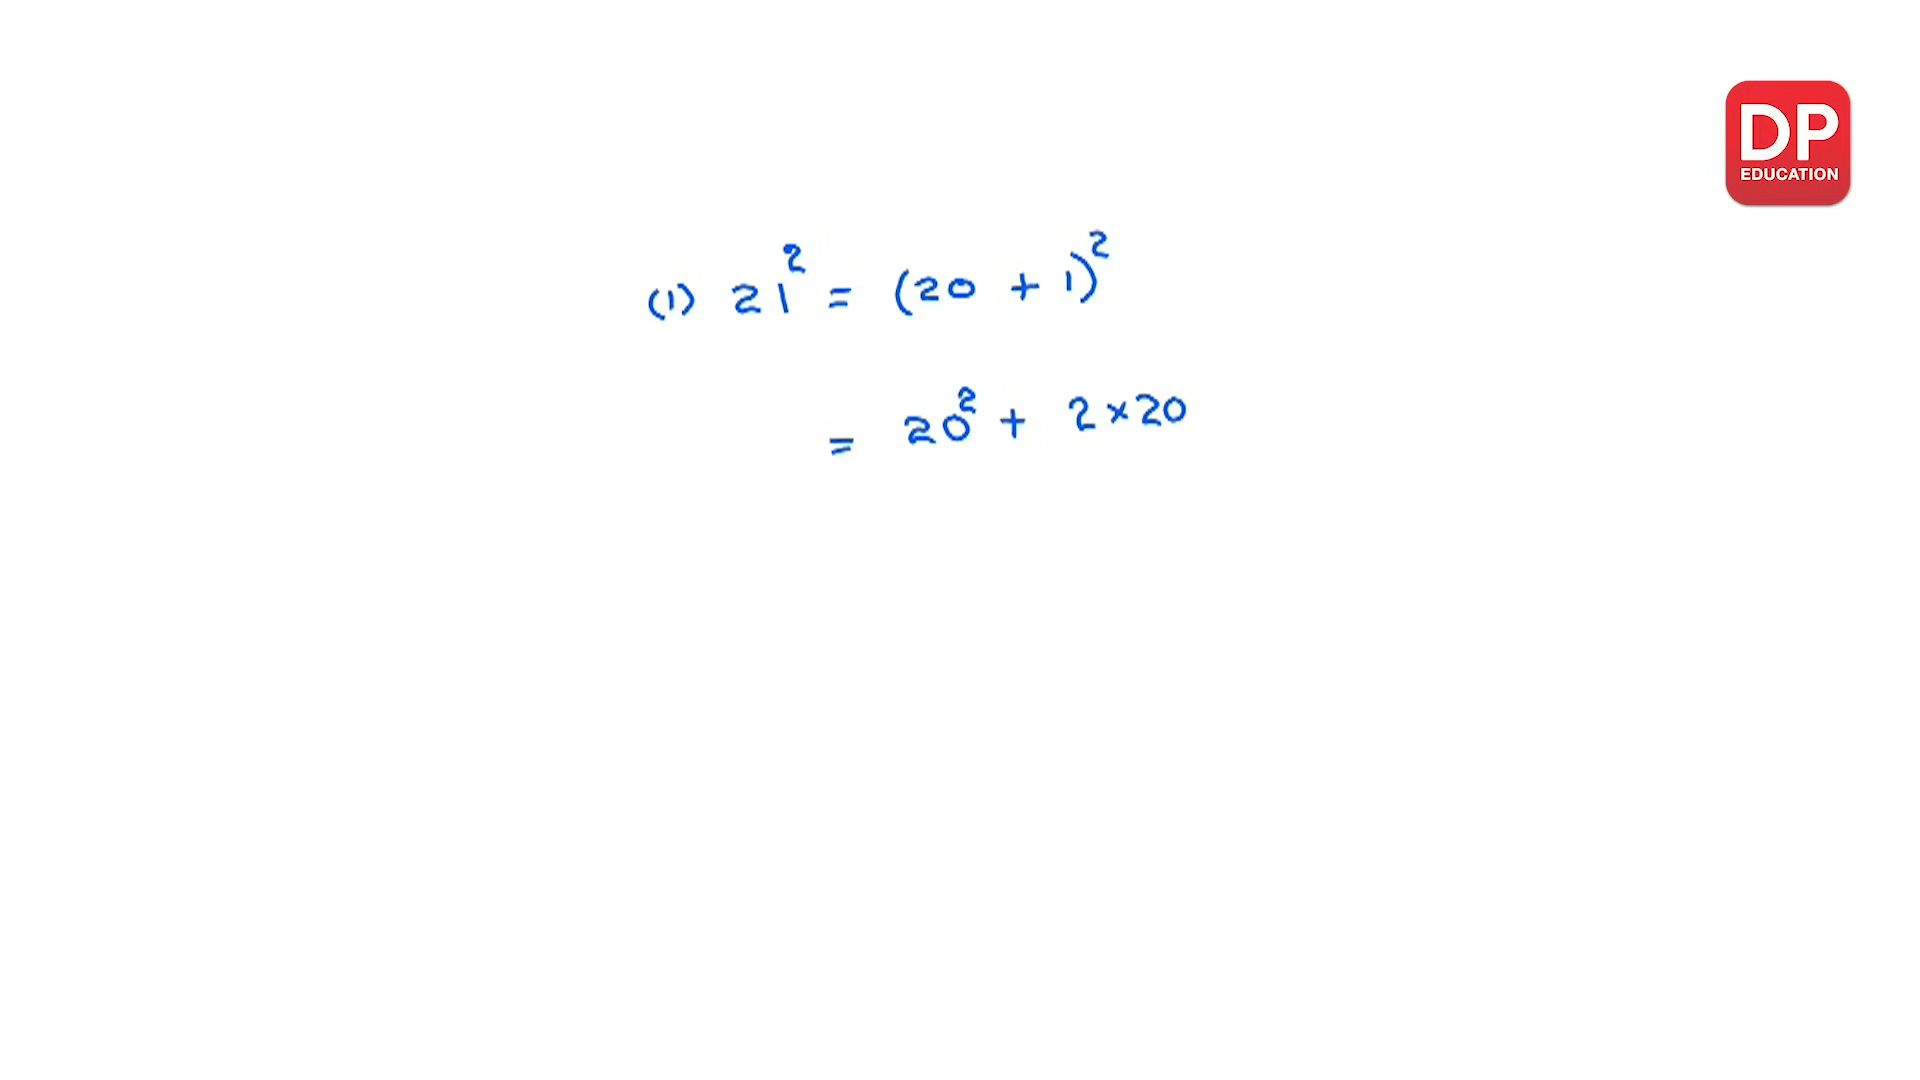 DP
EDUCATION
(1) 21² = (20 + 1)²
= 20² + 2×20